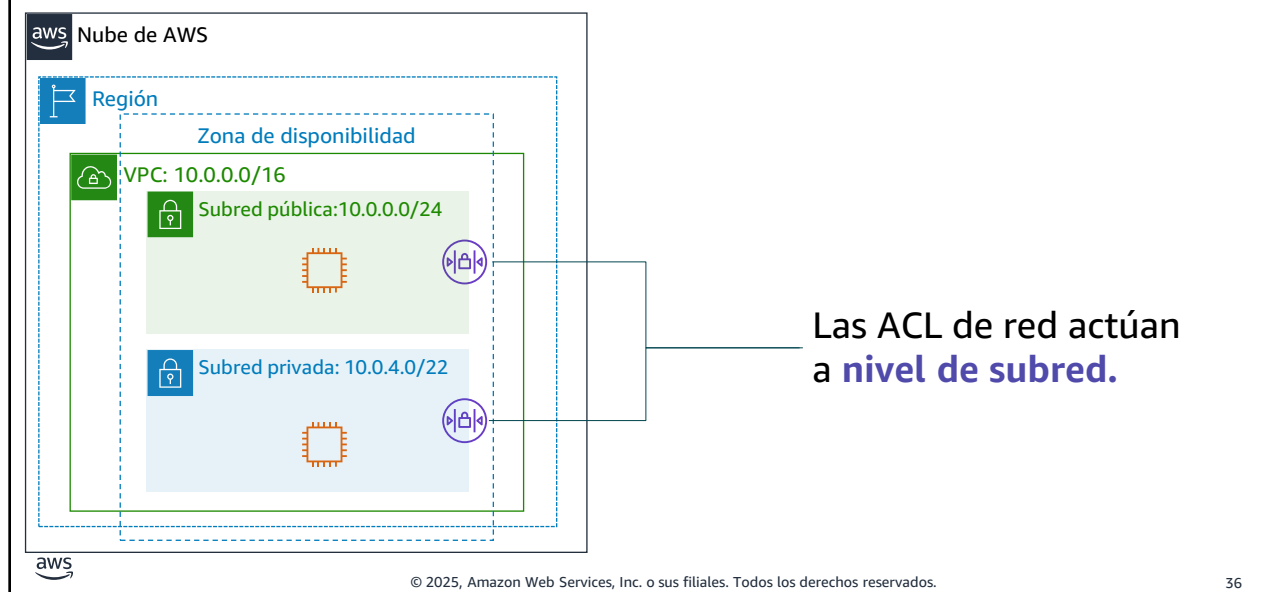 aws Nube de AWS
Región
Zona de disponibilidad
VPC: 10.0.0.0/16
Subred pública:10.0.0.0/24
Subred privada: 10.0.4.0/22
Las ACL de red actúan
a nivel de subred.
aws
© 2025, Amazon Web Services, Inc. o sus filiales. Todos los derechos reservados.
36